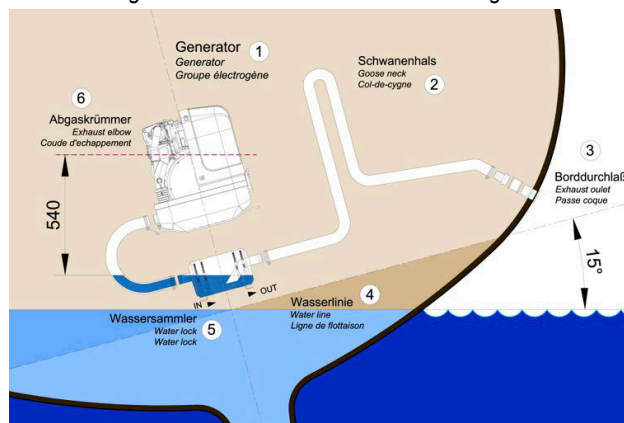 Generator
Generator
Groupe électrogène
1
Schwanenhals
Goose neck
Col-de-cygne
2
6
Abgaskrümmer
Exhaust elbow
Coude d'echappement
3
Borddurchlaß
Exhaust oulet
Passe coque
540
15°
IN
OUT
Wassersammler
Water lock
Water lock
5
Wasserlinie
Water line
Ligne de flottaison
4